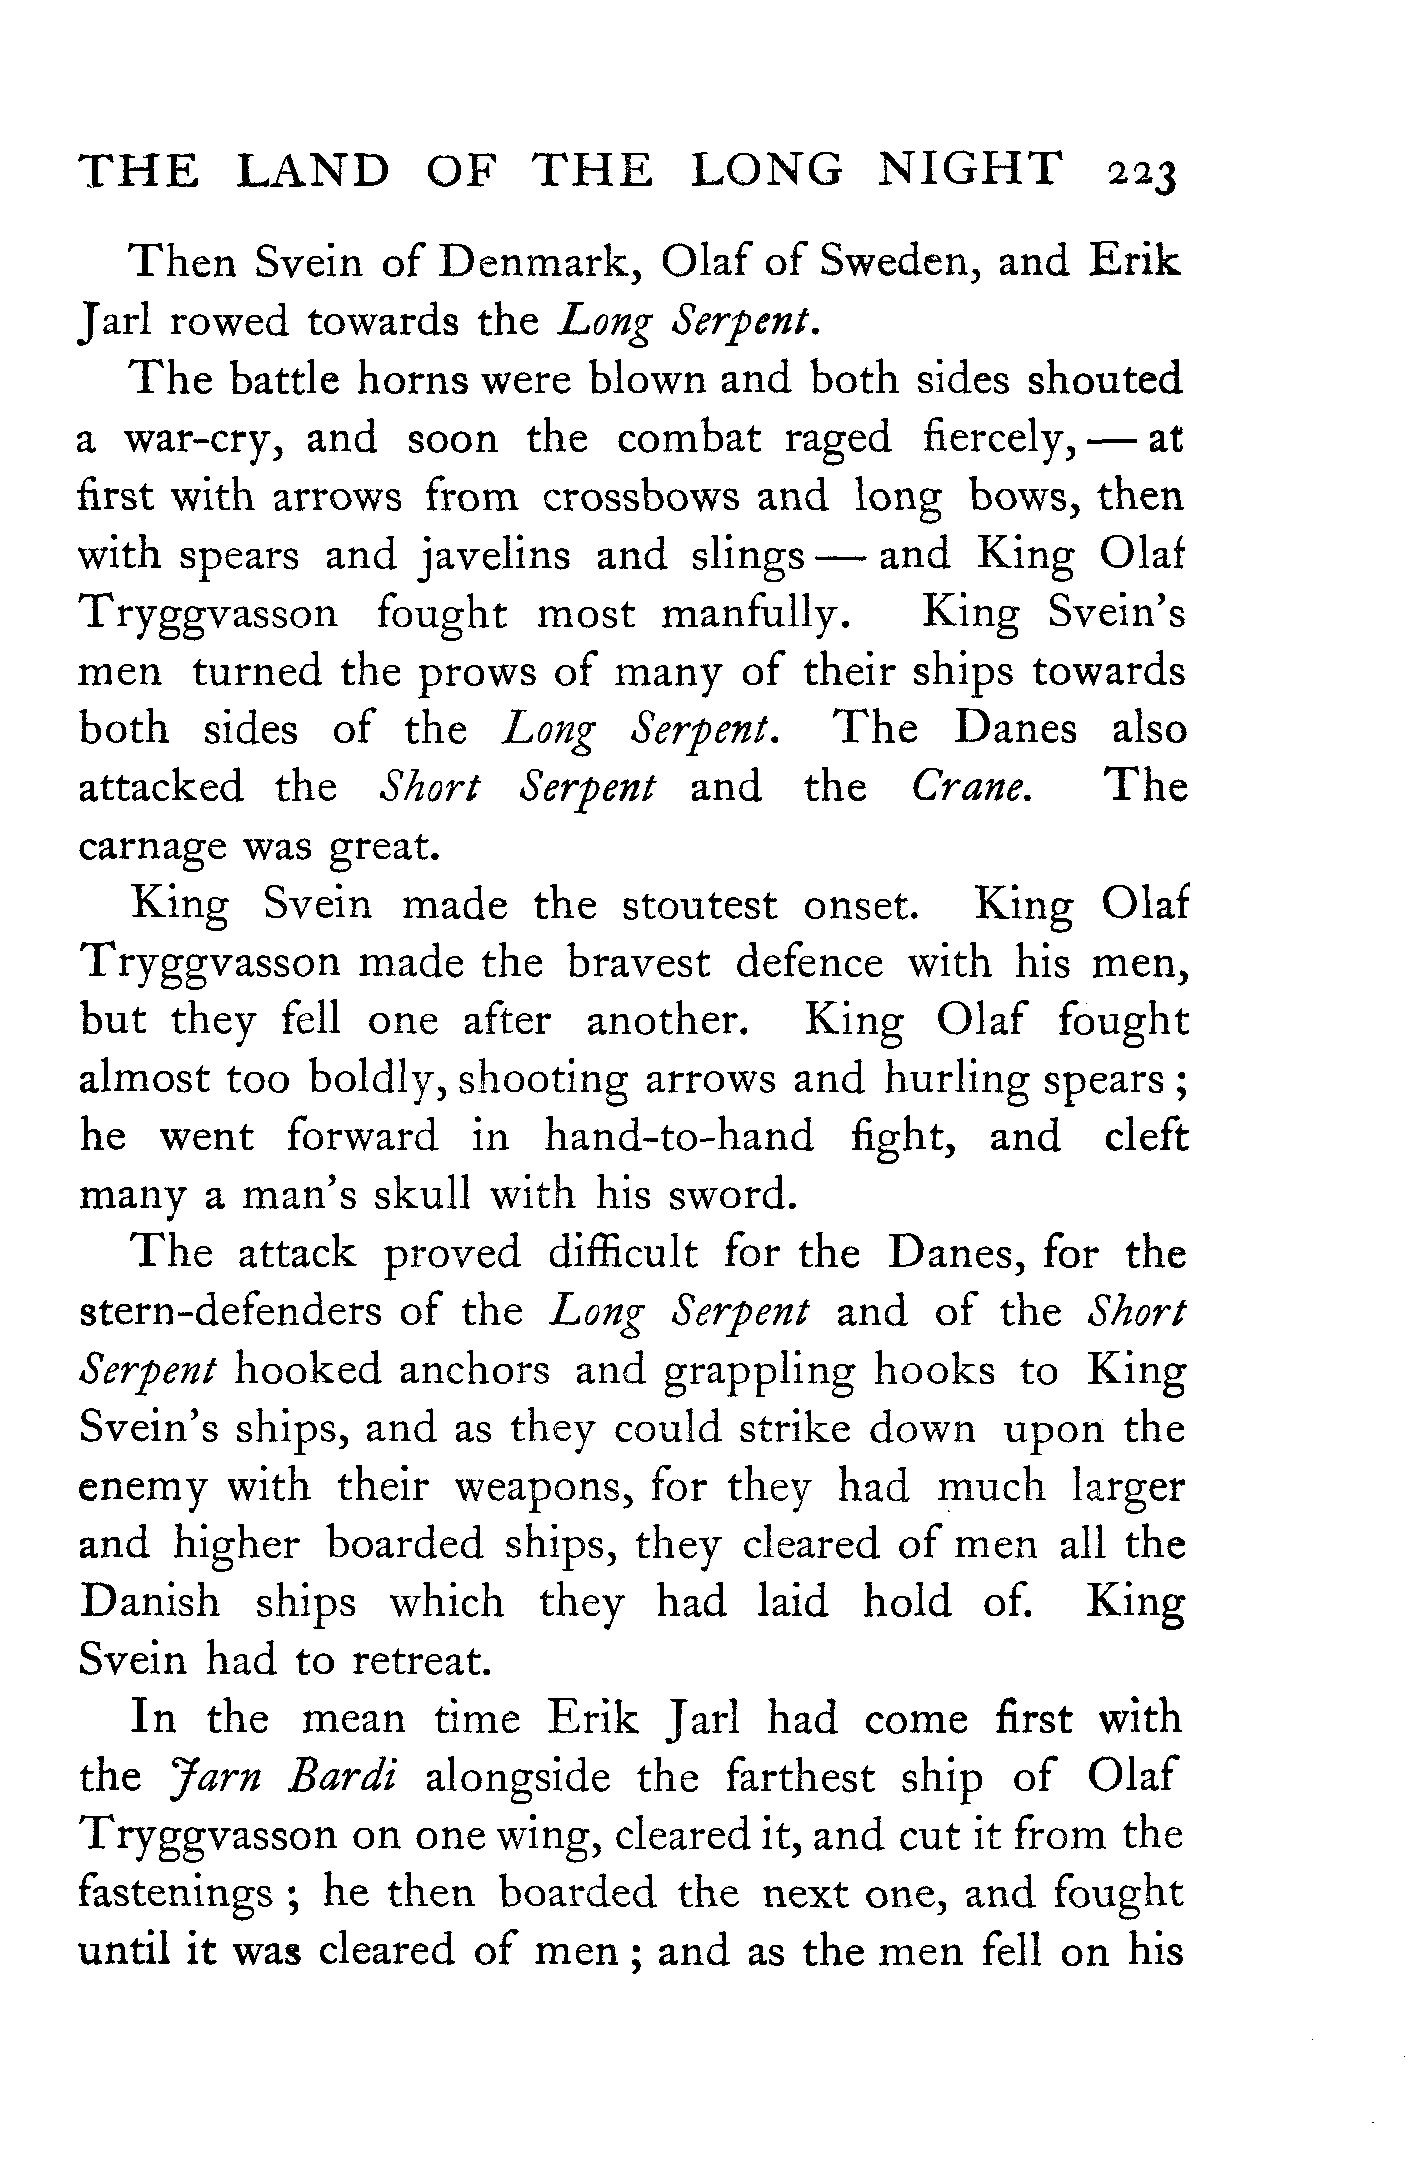 THE LAND OF THE LONG NIGHT 223
Then Svein of Denmark, Olaf of Sweden, and Erik
Jarl rowed towards the Long Serpent.
The battle horns were blown and both sides shouted
a war-cry, and soon the combat raged fiercely, — at
first with arrows from crossbows and long bows, then
with spears and javelins and slings — and King Olaf
Tryggvasson fought most manfully. King Svein's
men turned the prows of many of their ships towards
both sides of the Long Serpent. The Danes also
attacked the Short Serpent and the Crane. The
carnage was great.
King Svein made the stoutest onset. King Olaf
Tryggvasson made the bravest defence with his men,
but they fell one after another. King Olaf fought
almost too boldly, shooting arrows and hurling spears ;
he went forward in hand-to-hand fight, and cleft
many a man's skull with his sword.
The attack proved difficult for the Danes, for the
stern-defenders of the Long Serpent and of the Short
Serpent hooked anchors and grappling hooks to King
Svein's ships, and as they could strike down upon the
enemy with their weapons, for they had much larger
and higher boarded ships, they cleared of men all the
Danish ships which they had laid hold of. King
Svein had to retreat.
In the mean time Erik Jarl had come first with
the Jarn Bardi alongside the farthest ship of Olaf
Tryggvasson on one wing, cleared it, and cut it from the
fastenings ; he then boarded the next one, and fought
until it was cleared of men ; and as the men fell on his